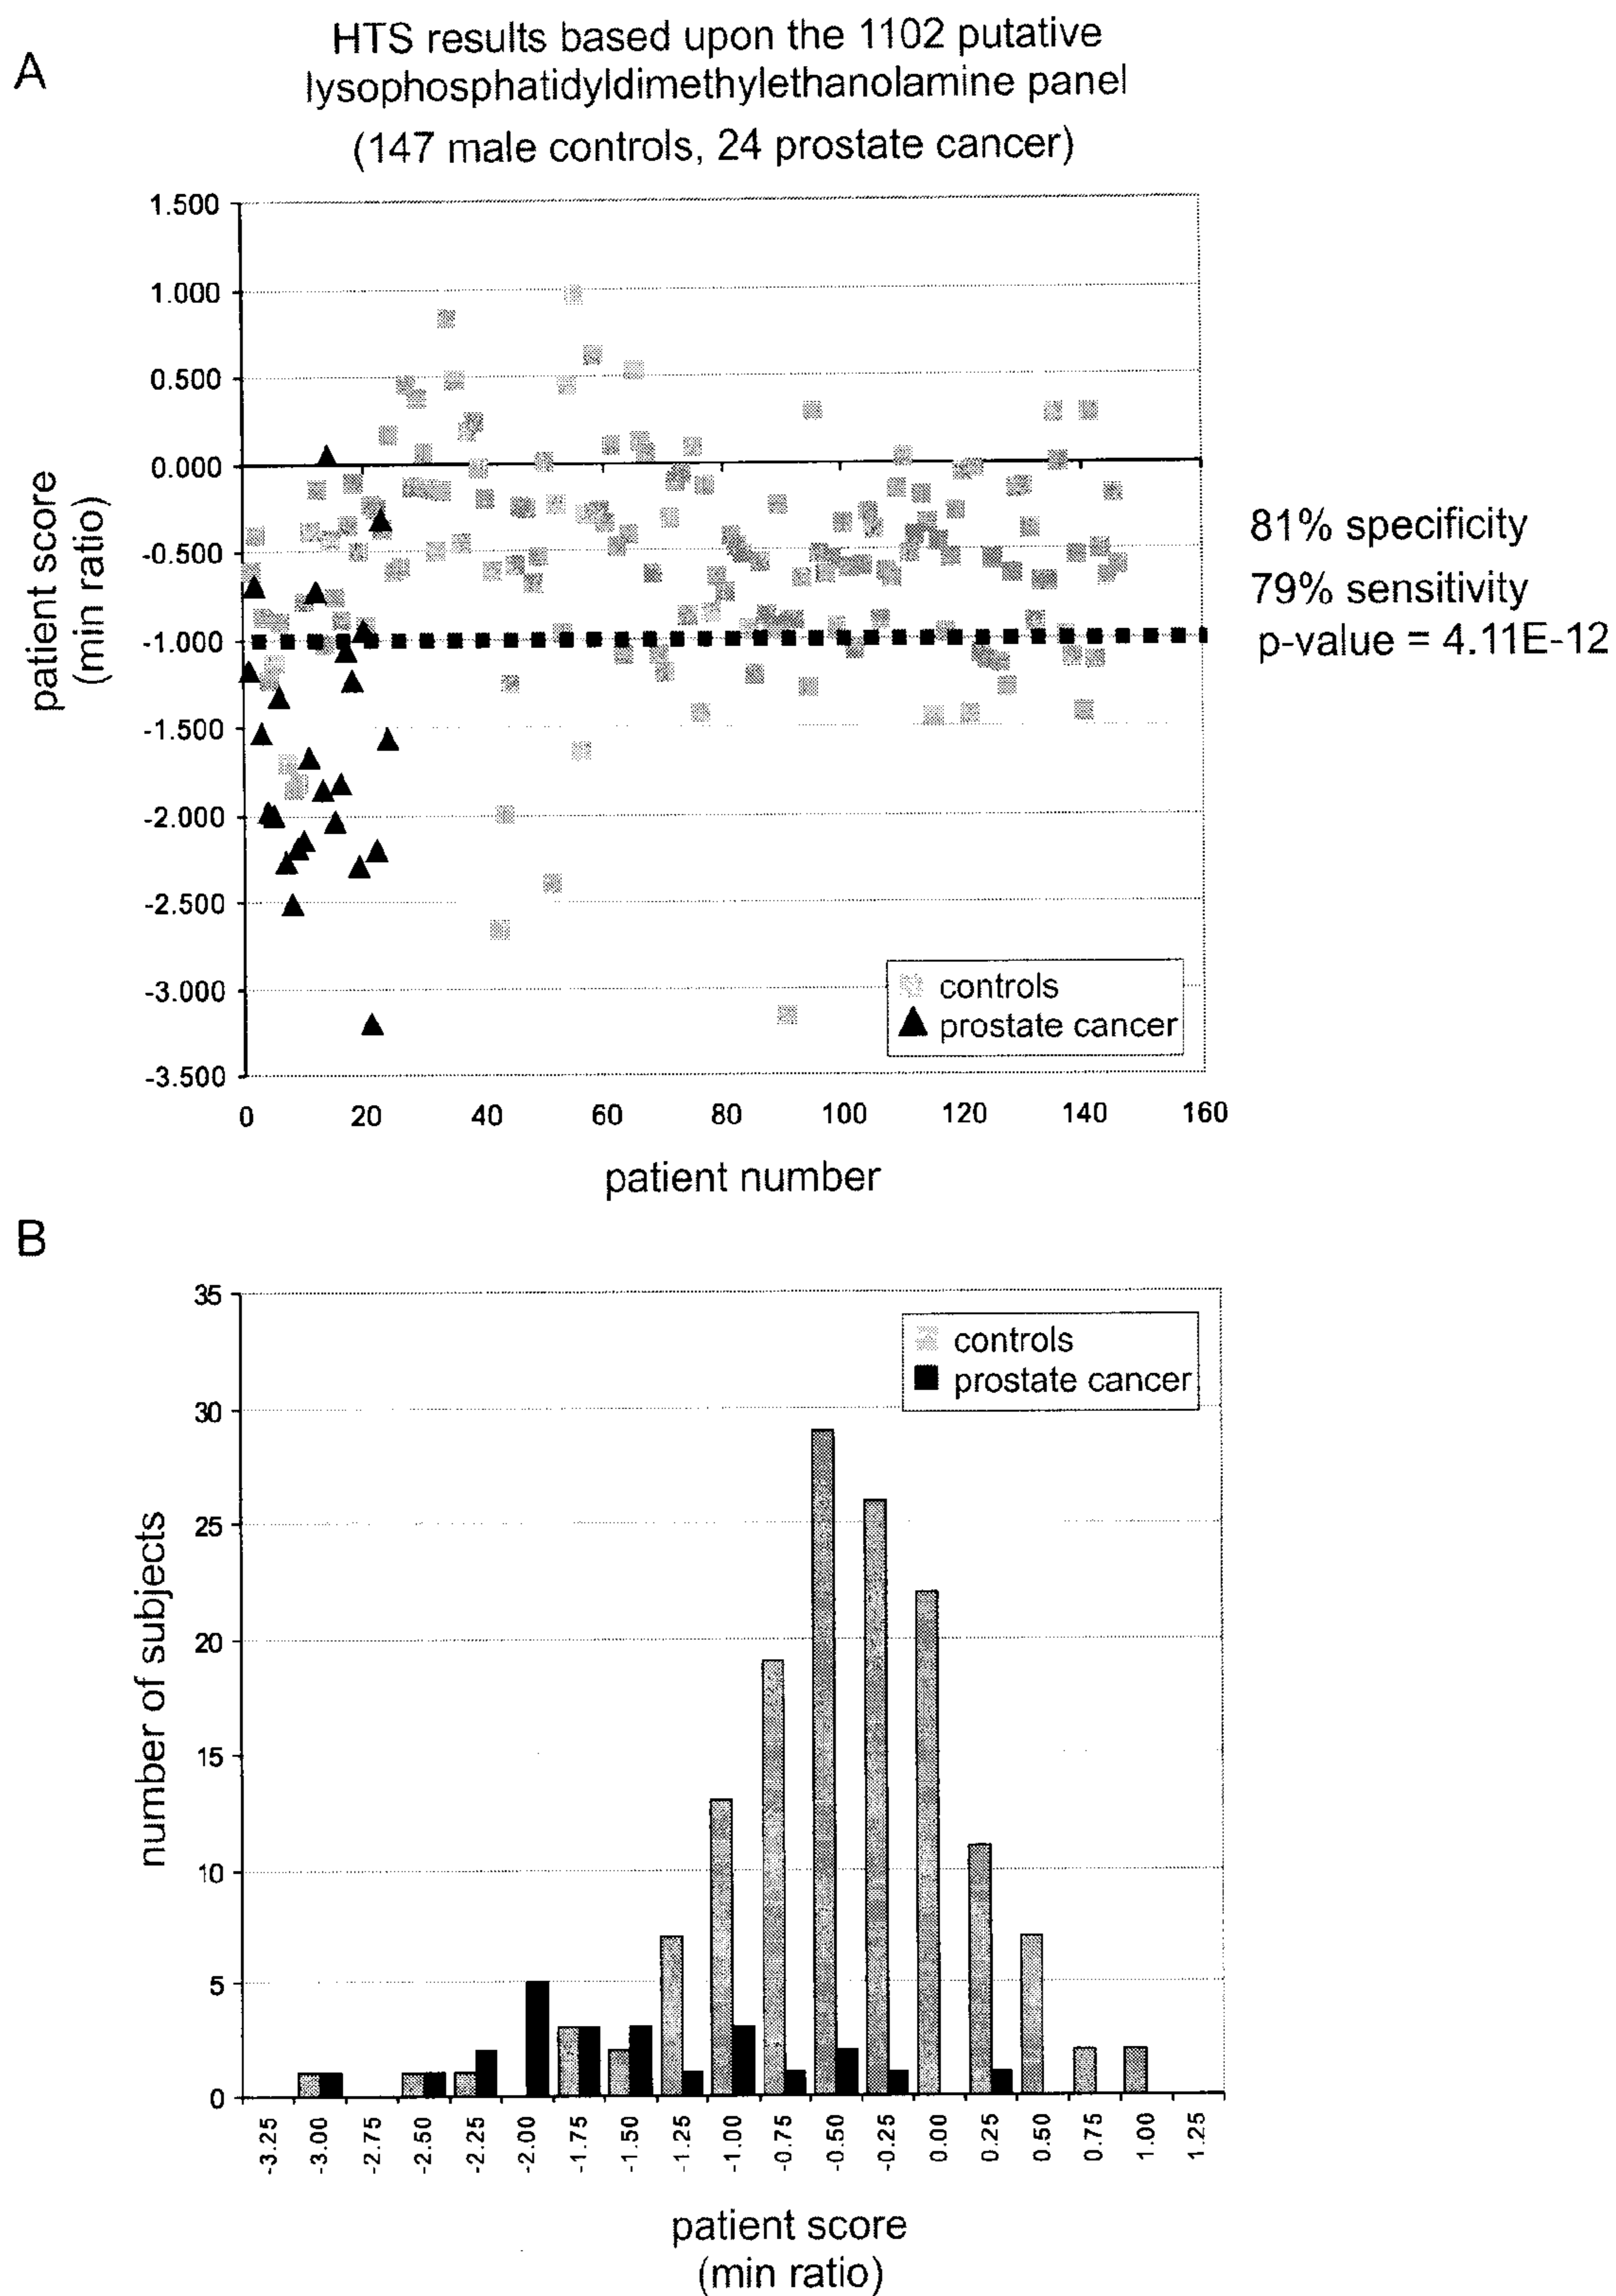 A
HTS results based upon the 1102 putative
lysophosphatidyldimethylethanolamine panel
(147 male controls, 24 prostate cancer)
1.500
1.000
0.500
0.000
-0.500
-1.000
-1.500
-2.000
-2.500
-3.000
-3.500
patient score
(min ratio)
81% specificity
79% sensitivity
p-value = 4.11E-12
controls
prostate cancer
0 20 40 60 80 100 120 140 160
patient number
B
35
30
25
20
15
10
5
0
number of subjects
controls
prostate cancer
-3.25 -3.00 -2.75 -2.50 -2.25 -2.00 -1.75 -1.50 -1.25 -1.00 -0.75 -0.50 -0.25 0.00 0.25 0.50 0.75 1.00 1.25
patient score
(min ratio)